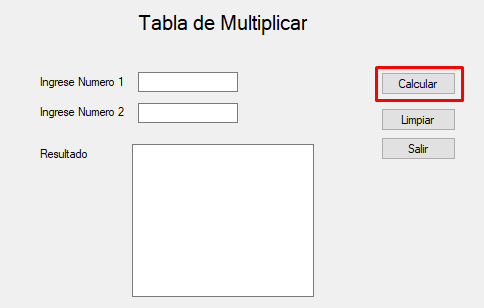 Tabla de Multiplicar
Ingrese Numero 1
Calcular
Ingrese Numero 2
Limpiar
Resultado
Salir